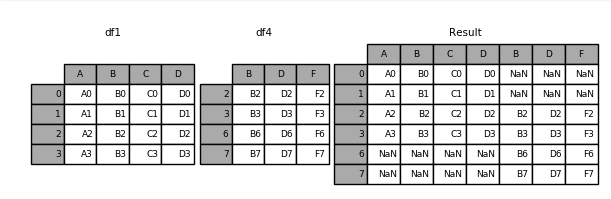 df1 df4 Result
A B C D F
A B C D B D F B D F
0 A0 B0 C0 D0 2 B2 D2 F2 0 A0 B0 C0 D0 NaN NaN NaN
1 A1 B1 C1 D1 3 B3 D3 F3 1 A1 B1 C1 D1 NaN NaN NaN
2 A2 B2 C2 D2 6 B6 D6 F6 2 A2 B2 C2 D2 B2 D2 F2
3 A3 B3 C3 D3 7 B7 D7 F7 3 A3 B3 C3 D3 B3 D3 F3
6 NaN NaN NaN NaN B6 D6 F6
7 NaN NaN NaN NaN B7 D7 F7